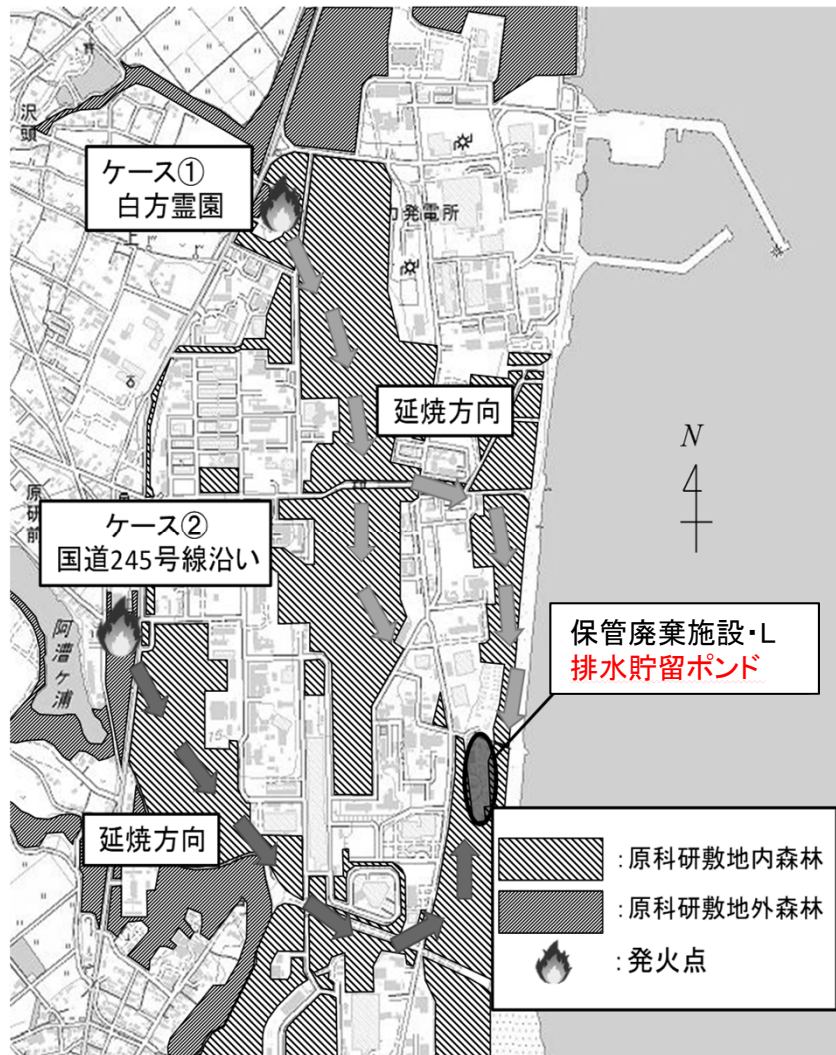 沢頭
ケース①
白方霊園
力発電所
延焼方向
N
原研前
ケース②
国道245号線沿い
阿漕ヶ浦
保管廃棄施設・L
排水貯留ポンド
15
延焼方向
:原科研敷地内森林
:原科研敷地外森林
:発火点